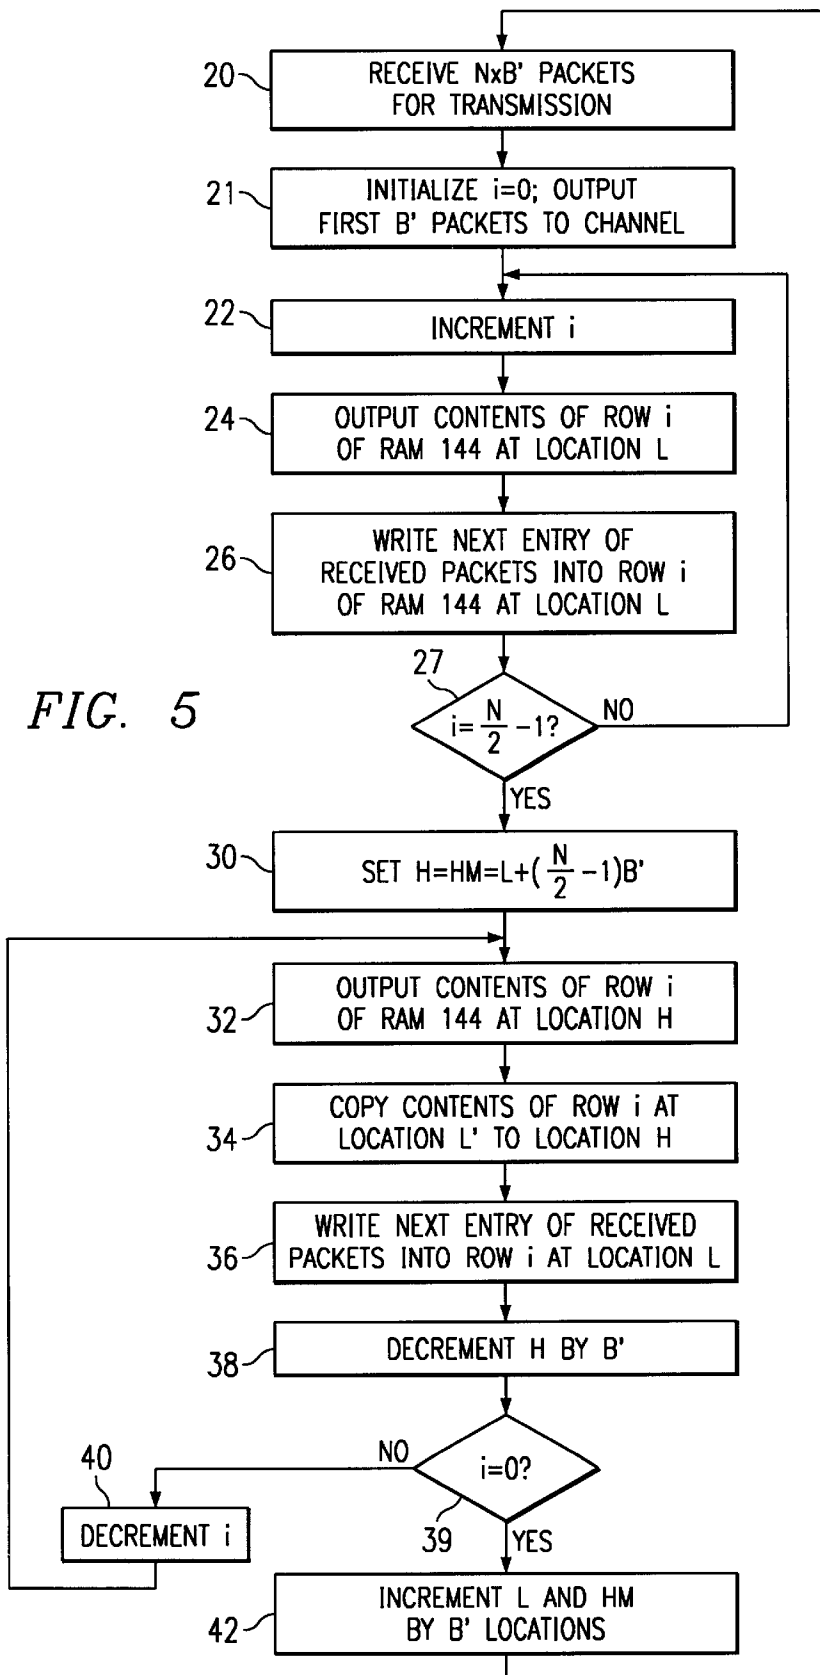 20
RECEIVE NxB' PACKETS
FOR TRANSMISSION
21
INITIALIZE i=0; OUTPUT
FIRST B' PACKETS TO CHANNEL
22
INCREMENT i
24
OUTPUT CONTENTS OF ROW i
OF RAM 144 AT LOCATION L
26
WRITE NEXT ENTRY OF
RECEIVED PACKETS INTO ROW i
OF RAM 144 AT LOCATION L
27
FIG. 5
i=N/2 -1?
NO
YES
30
SET H=HM=L+(N/2 -1)B'
32
OUTPUT CONTENTS OF ROW i
OF RAM 144 AT LOCATION H
34
COPY CONTENTS OF ROW i AT
LOCATION L' TO LOCATION H
36
WRITE NEXT ENTRY OF RECEIVED
PACKETS INTO ROW i AT LOCATION L
38
DECREMENT H BY B'
NO
i=0?
40
DECREMENT i
39
YES
42
INCREMENT L AND HM
BY B' LOCATIONS